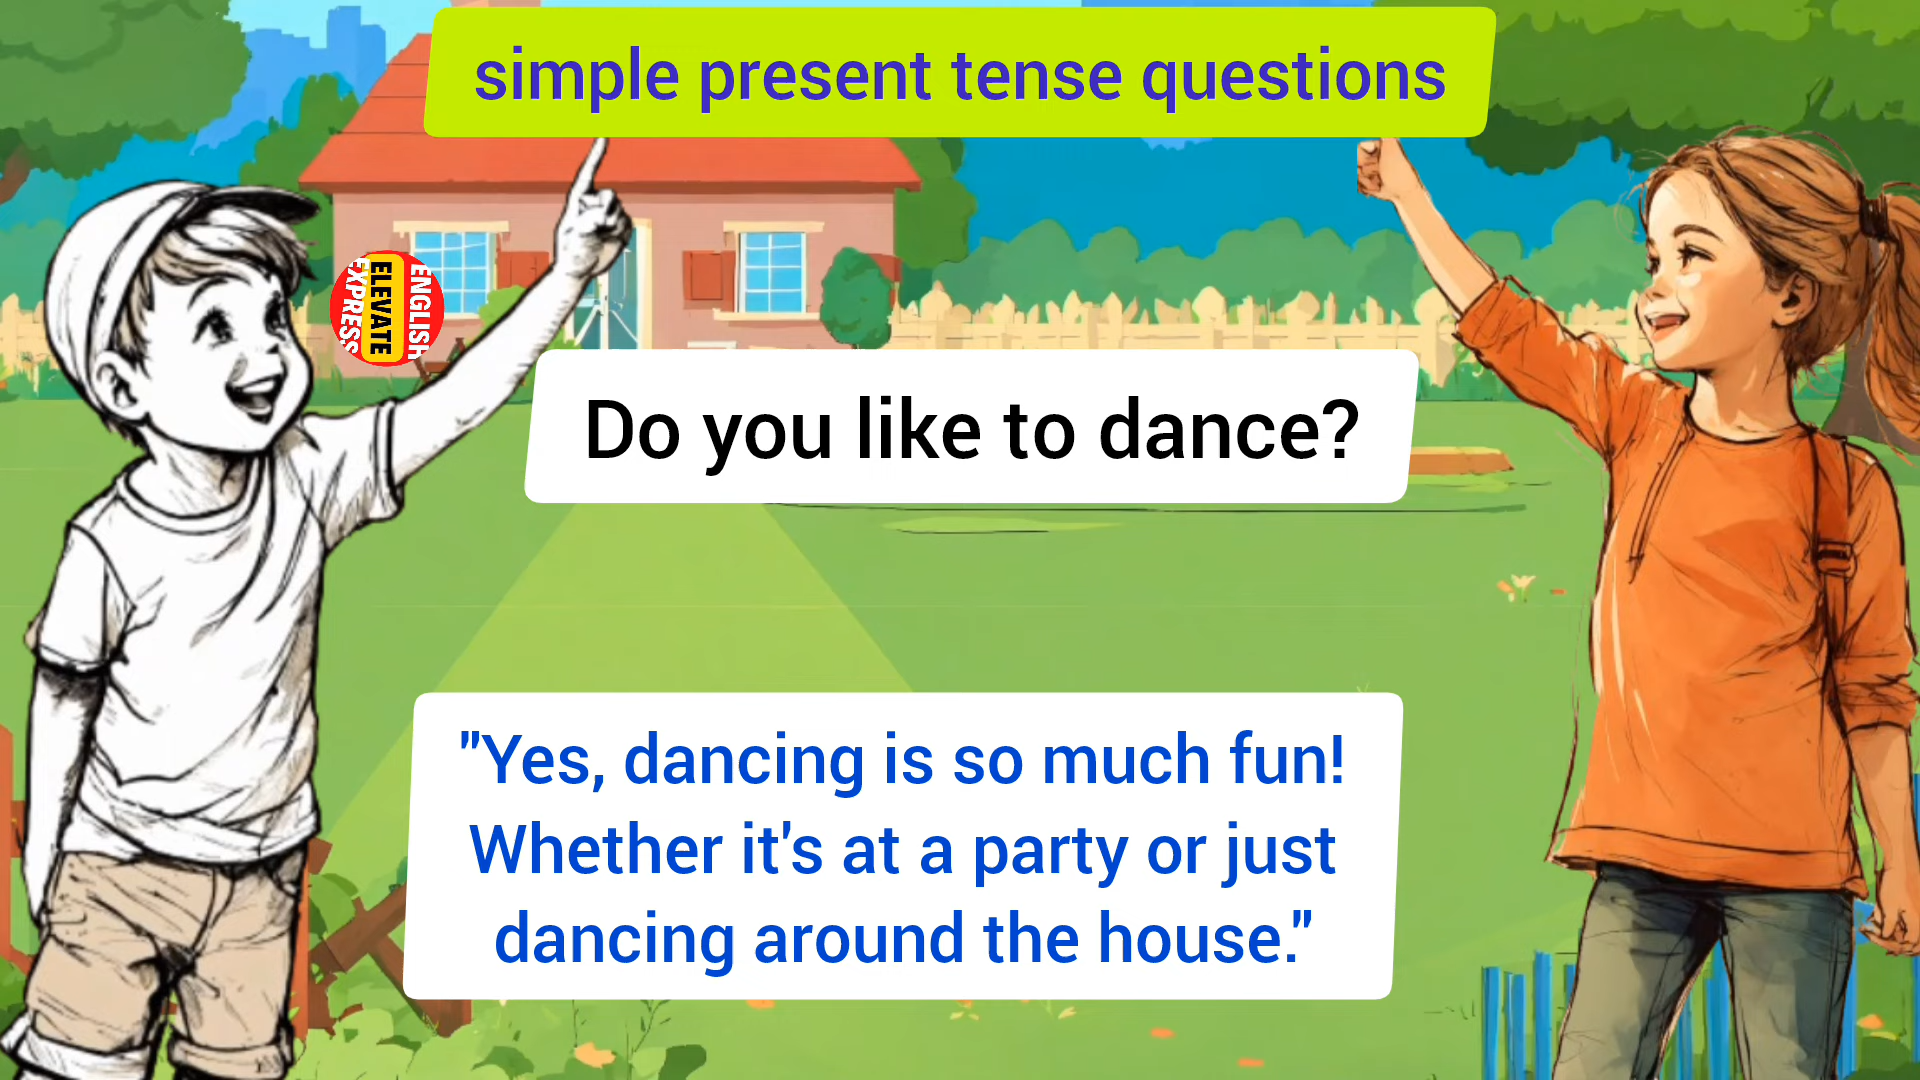 simple present tense questions
ENGLISH
ELEVATE
EXPRESS
Do you like to dance?
"Yes, dancing is so much fun!
Whether it's at a party or just
dancing around the house."